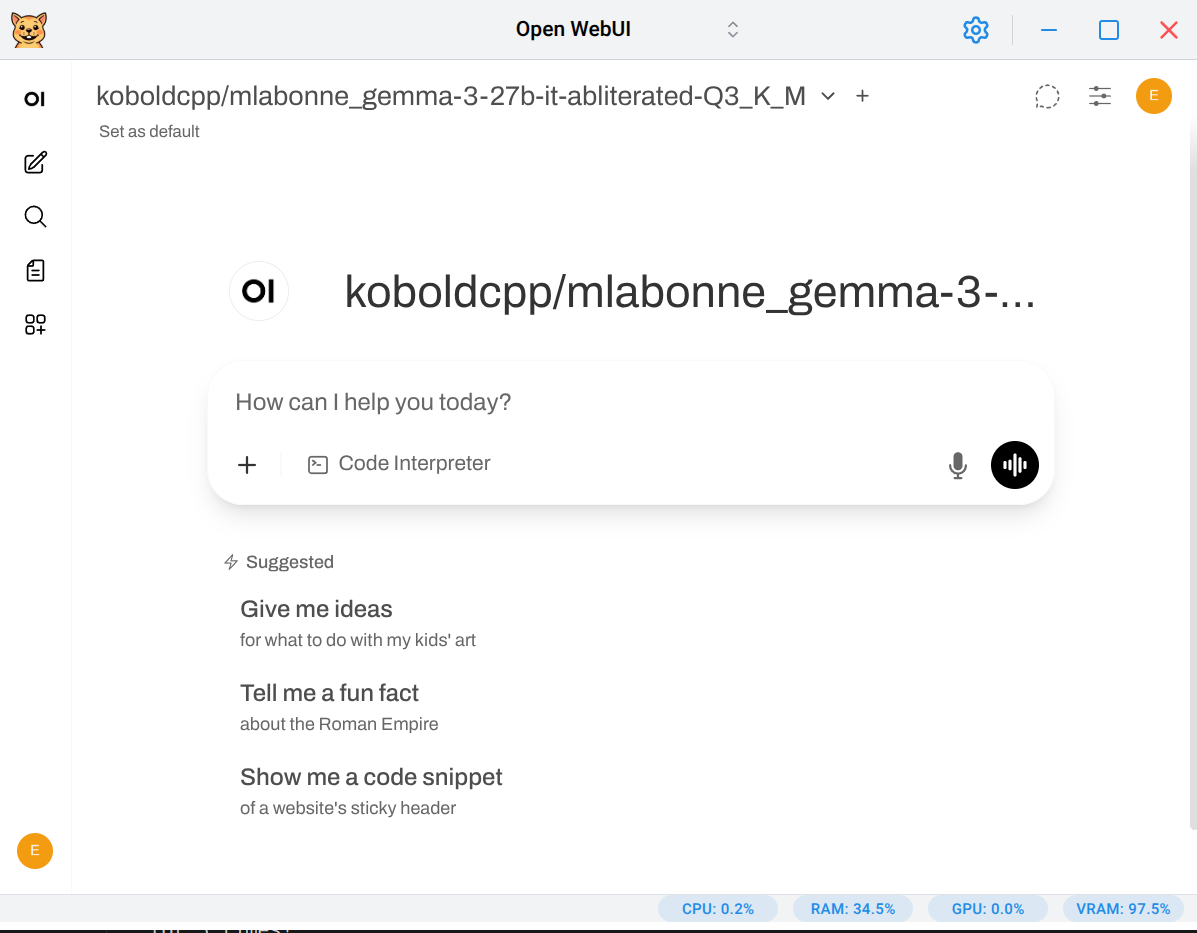 Open WebUI
OI
koboldcpp/mlabonne_gemma-3-27b-it-abliterated-Q3_K_M
E
Set as default
OI
koboldcpp/mlabonne_gemma-3-...
How can I help you today?
Code Interpreter
Suggested
Give me ideas
for what to do with my kids' art
Tell me a fun fact
about the Roman Empire
Show me a code snippet
of a website's sticky header
E
CPU: 0.2%
RAM: 34.5%
GPU: 0.0%
VRAM: 97.5%